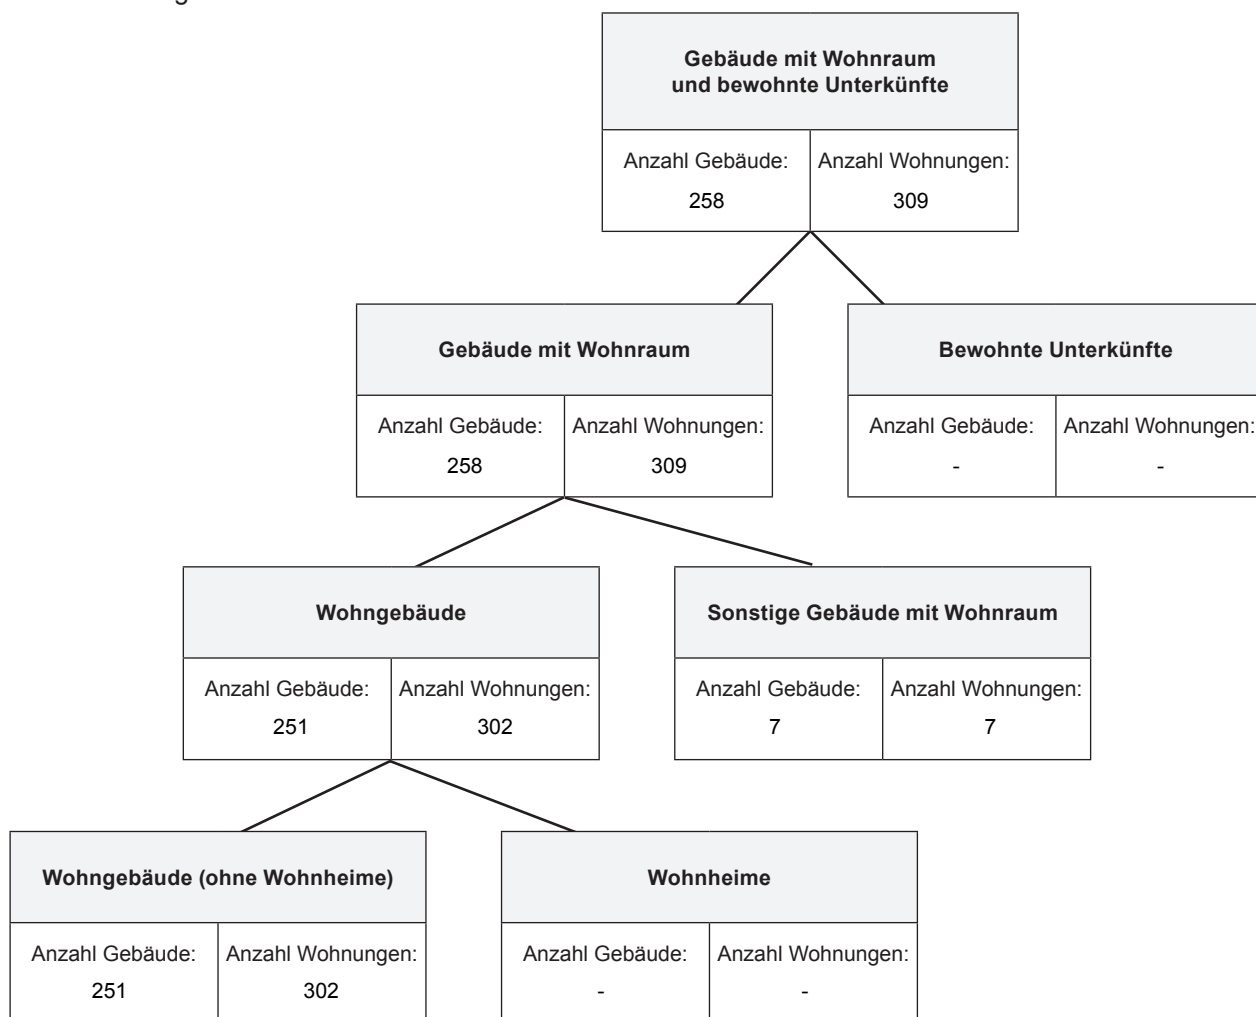 Gebäude mit Wohnraum
und bewohnte Unterkünfte
Anzahl Gebäude: Anzahl Wohnungen:
258 309
Gebäude mit Wohnraum
Anzahl Gebäude: Anzahl Wohnungen:
258 309
Bewohnte Unterkünfte
Anzahl Gebäude: Anzahl Wohnungen:
- -
Wohngebäude
Anzahl Gebäude: Anzahl Wohnungen:
251 302
Sonstige Gebäude mit Wohnraum
Anzahl Gebäude: Anzahl Wohnungen:
7 7
Wohngebäude (ohne Wohnheime)
Anzahl Gebäude: Anzahl Wohnungen:
251 302
Wohnheime
Anzahl Gebäude: Anzahl Wohnungen:
- -